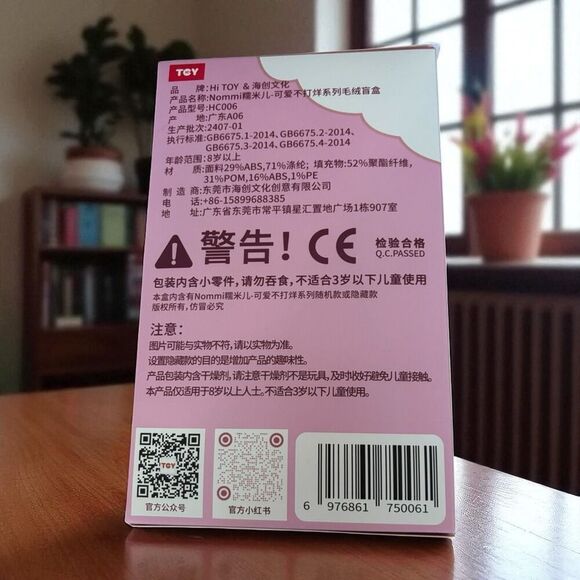 TOY
品 牌:Hi TOY & 海创文化
产品名称:Nommi糯米儿-可爱不打烊系列毛绒盲盒
产品型号:HC006
产 地:广东A06
生产批次:2407-01
执行标准:GB6675.1-2014、GB6675.2-2014、
GB6675.3-2014、GB6675.4-2014
年龄范围:8岁以上
材 质:面料29%ABS,71%涤纶; 填充物:52%聚酯纤维,
31%POM,16%ABS,1%PE
制 造 商:东莞市海创文化创意有限公司
电 话:+86-15899688385
地 址:广东省东莞市常平镇星汇置地广场1栋907室
警告! CE 检验合格
Q.C.PASSED
包装内含小零件,请勿吞食,不适合3岁以下儿童使用
本盒内含有Nommi糯米儿-可爱不打烊系列随机款或隐藏款
版权所有,仿冒必究
注意:
图片可能与实物不符,请以实物为准。
设置隐藏款的目的是增加产品的趣味性。
产品包装内含干燥剂,请注意干燥剂不是玩具,及时收好避免儿童接触。
本产品仅适用于8岁以上人士。不适合3岁以下儿童使用。
TOY
官方公众号
官方小红书
6 976861 750061